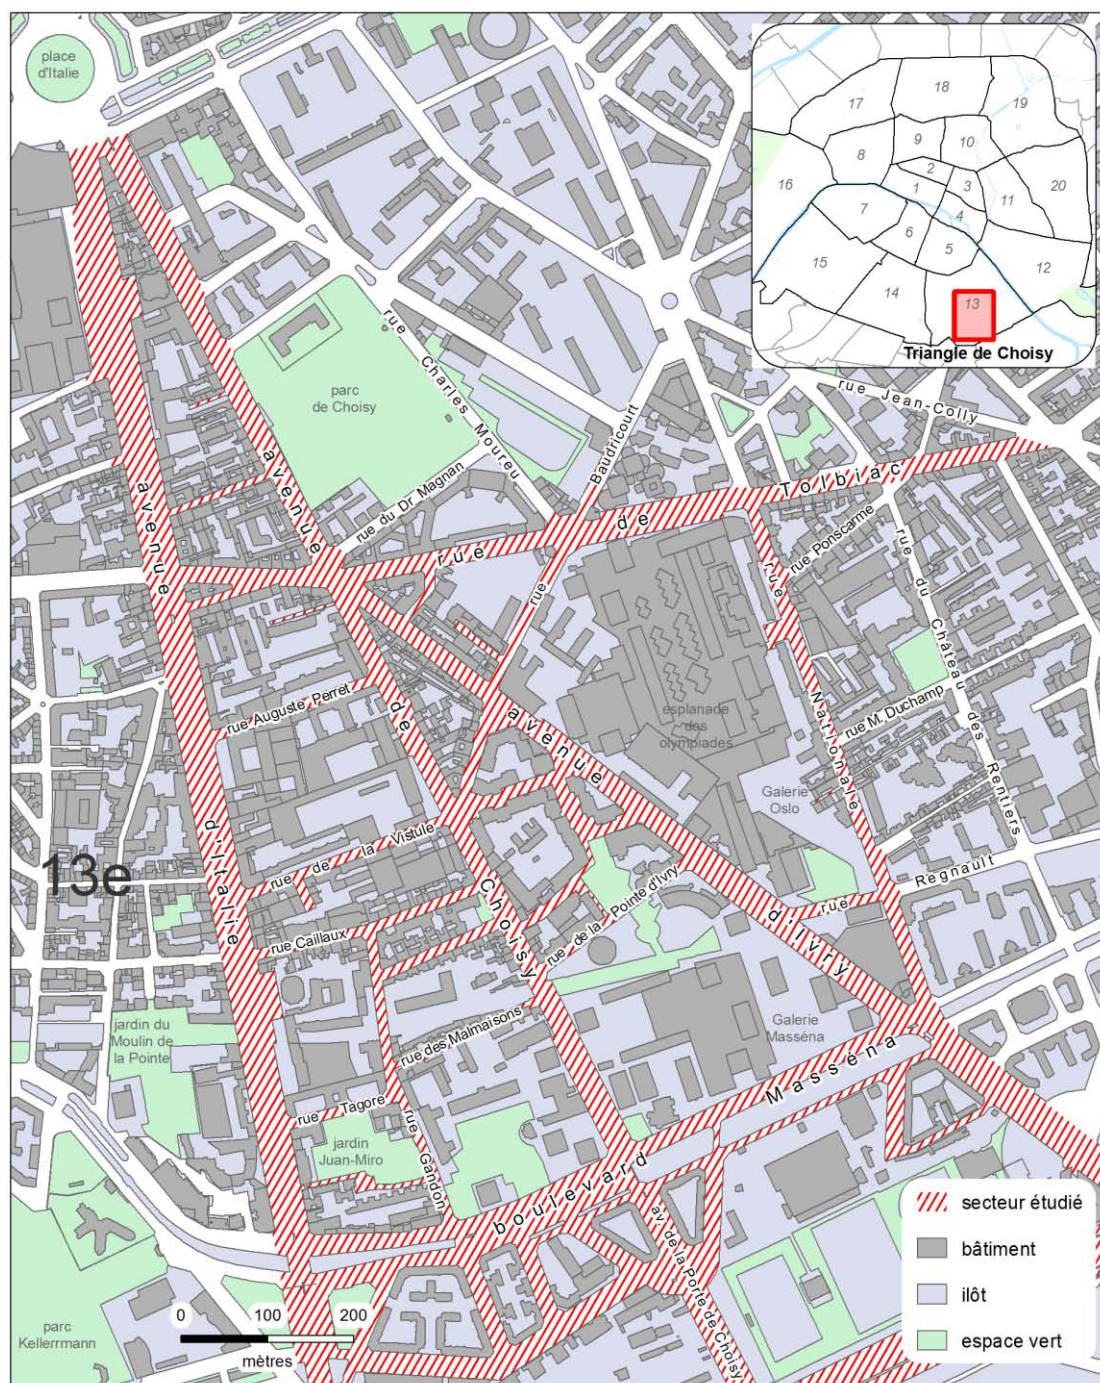 place
d'Italie
17
18
19
8
9
10
2
16
1
3
11
20
7
4
6
5
15
12
14
13
Triangle de Choisy
rue Charles Moureu
parc
de Choisy
rue Jean-Colly
rue Baudricourt
avenue de Choisy
rue du Dr Magnan
rue de Tolbiac
avenue d'Italie
rue Ponscarme
rue du Château des Rentiers
rue Nationale
rue Auguste Perret
avenue d'Ivry
esplanade
des
olympiades
rue M. Duchamp
Galerie
Oslo
rue de la Vistule
13e
rue Regnault
rue de la Pointe d'Ivry
rue Caillaux
jardin du
Moulin de
la Pointe
rue des Malmaisons
Galerie
Masséna
boulevard Masséna
rue Tagore
rue Gandon
jardin
Juan-Miro
av de la Porte de Choisy
parc
Kellerrmann
0 100 200
mètres
secteur étudié
bâtiment
ilôt
espace vert